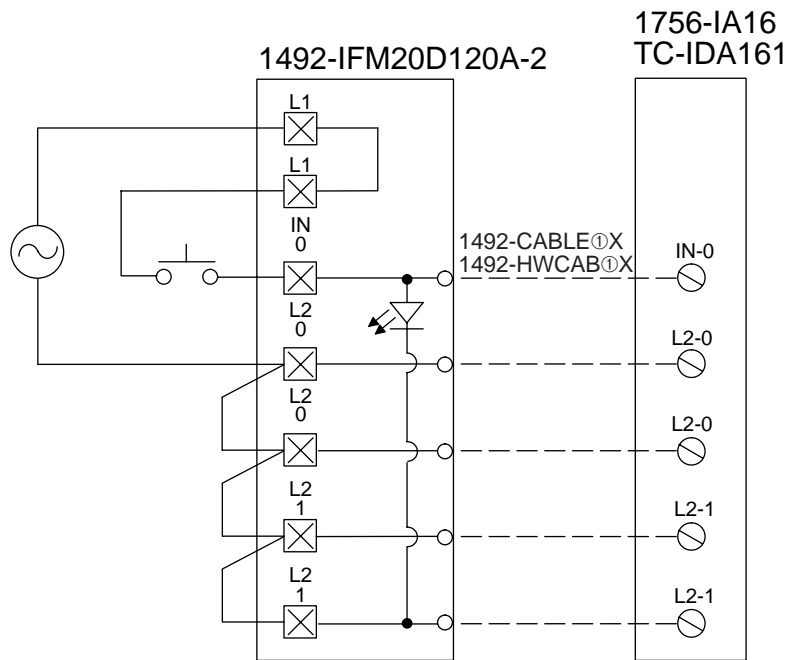 1756-IA16
TC-IDA161
1492-IFM20D120A-2
L1
L1
IN
0
1492-CABLE①X
1492-HWCAB①X
IN-0
L2
0
L2-0
L2
0
L2-0
L2
1
L2-1
L2
1
L2-1